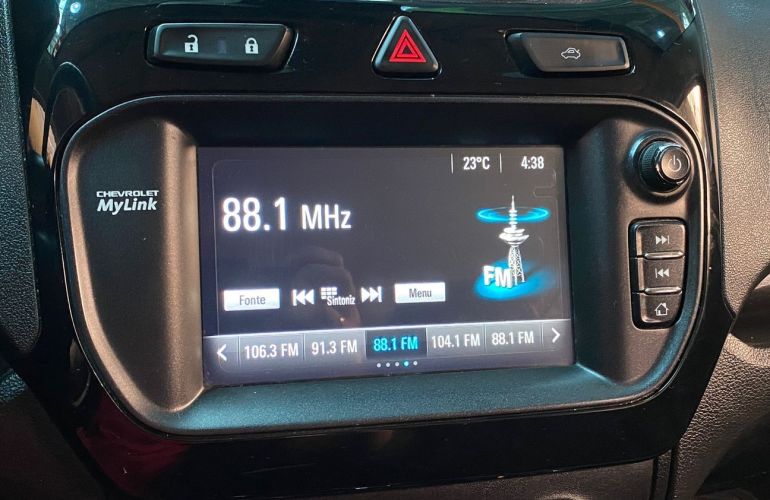 23°C 4:38
CHEVROLET
MyLink
88.1 MHz
FM
Fonte Sintoniz Menu
106.3 FM 91.3 FM 88.1 FM 104.1 FM 88.1 FM